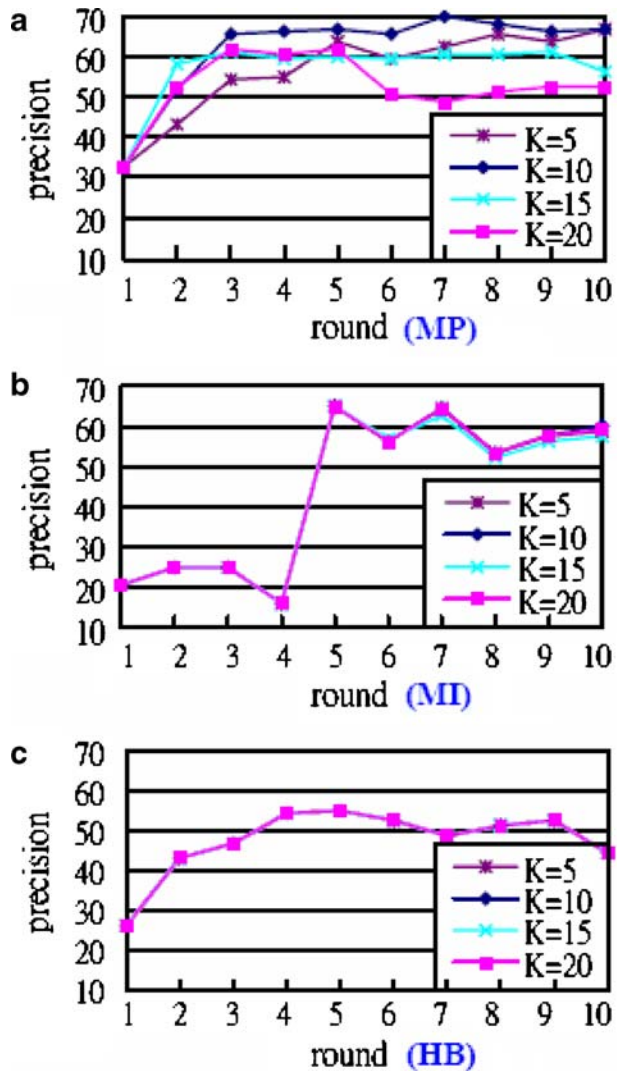 a
70
60
50
40
30
20
10
precision
K=5
K=10
K=15
K=20
1 2 3 4 5 6 7 8 9 10
round (MP)
b
70
60
50
40
30
20
10
precision
K=5
K=10
K=15
K=20
1 2 3 4 5 6 7 8 9 10
round (MI)
c
70
60
50
40
30
20
10
precision
K=5
K=10
K=15
K=20
1 2 3 4 5 6 7 8 9 10
round (HB)